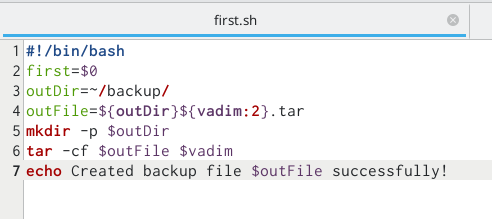 first.sh
1 #!/bin/bash
2 first=$0
3 outDir=~/backup/
4 outFile=${outDir}${vadim:2}.tar
5 mkdir -p $outDir
6 tar -cf $outFile $vadim
7 echo Created backup file $outFile successfully!